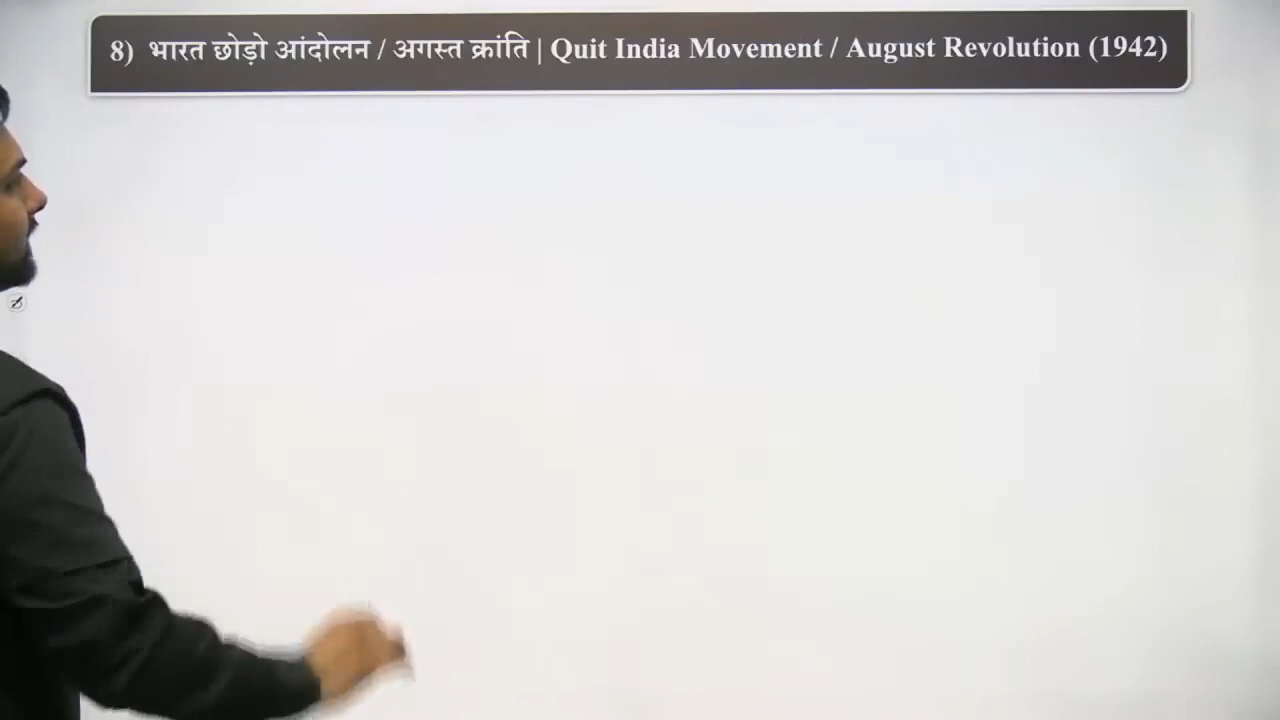 8) भारत छोड़ो आंदोलन / अगस्त क्रांति | Quit India Movement / August Revolution (1942)